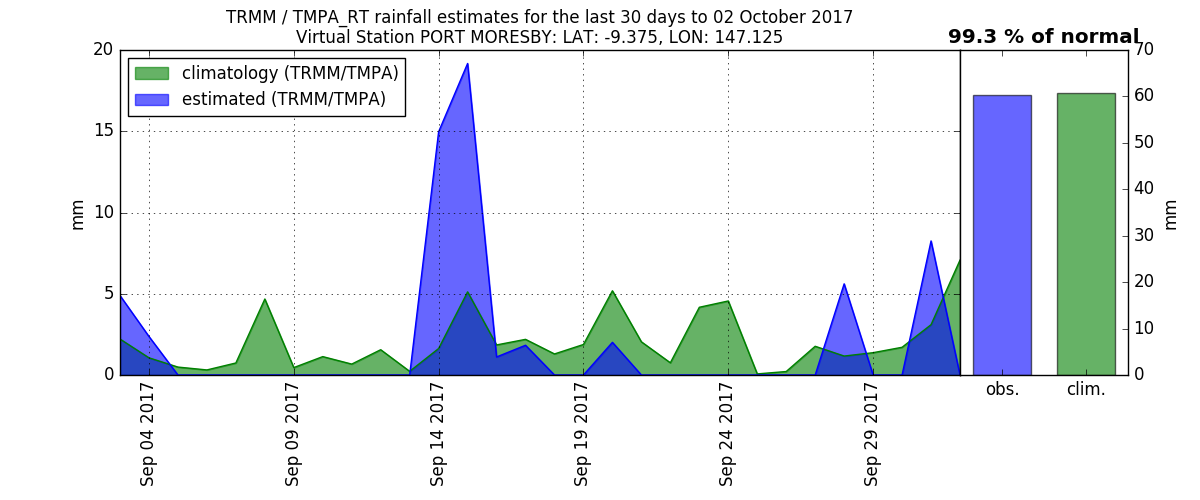 TRMM / TMPA_RT rainfall estimates for the last 30 days to 02 October 2017
Virtual Station PORT MORESBY: LAT: -9.375, LON: 147.125
99.3 % of normal
climatology (TRMM/TMPA)
estimated (TRMM/TMPA)
20
15
10
5
0
mm
70
60
50
40
30
20
10
0
mm
Sep 04 2017
Sep 09 2017
Sep 14 2017
Sep 19 2017
Sep 24 2017
Sep 29 2017
obs.
clim.